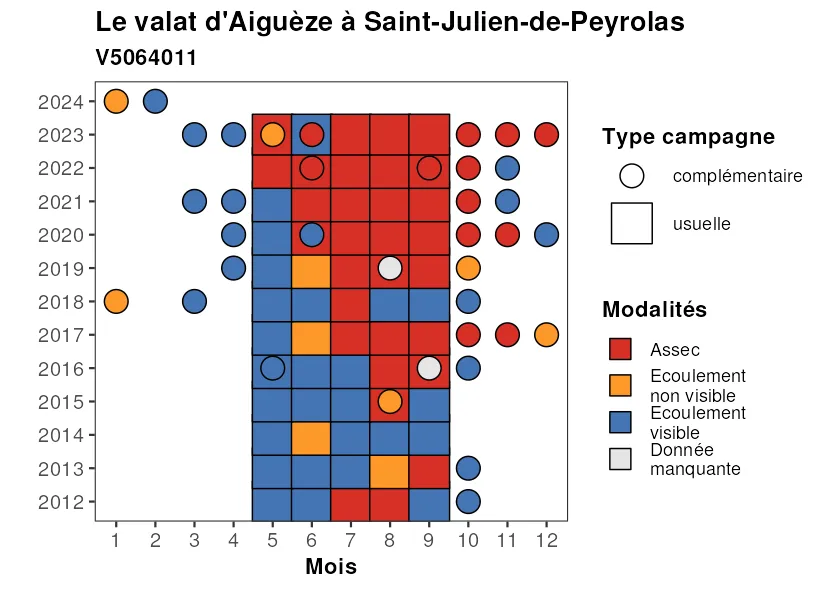 Le valat d'Aiguèze à Saint-Julien-de-Peyrolas
V5064011
2024
2023
2022
2021
2020
2019
2018
2017
2016
2015
2014
2013
2012
1 2 3 4 5 6 7 8 9 10 11 12
Mois
Type campagne
complémentaire
usuelle
Modalités
Assec
Ecoulement
non visible
Ecoulement
visible
Donnée
manquante